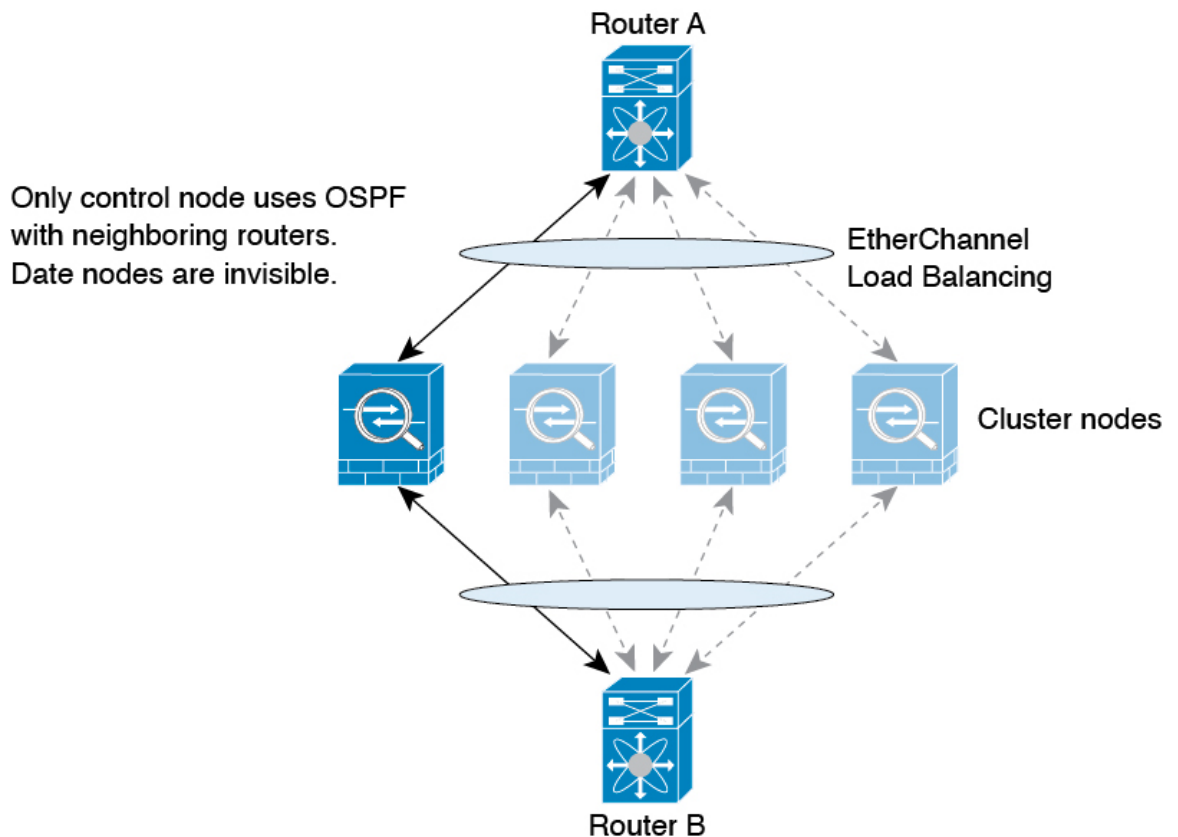 Router A
Only control node uses OSPF
with neighboring routers.
Date nodes are invisible.
EtherChannel
Load Balancing
Cluster nodes
Router B